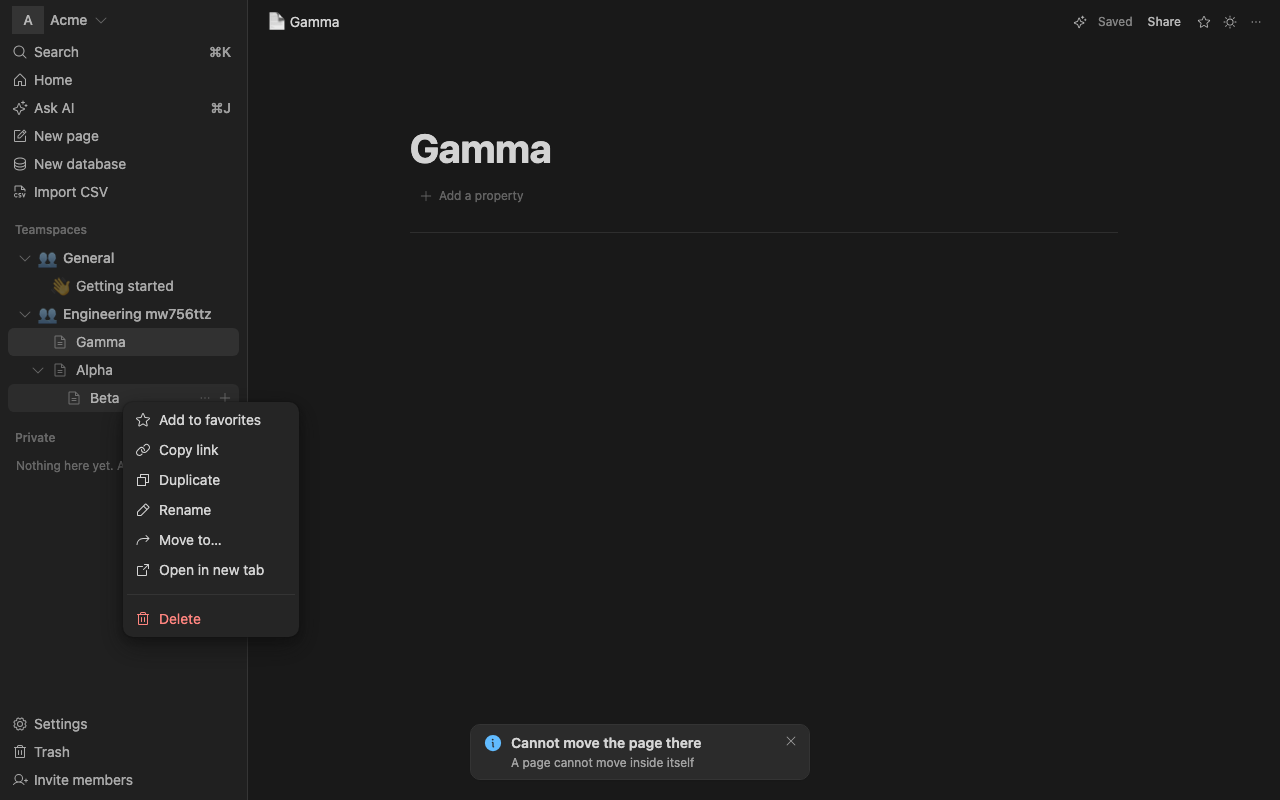 A Acme
Search ⌘K
Home
Ask AI ⌘J
New page
New database
Import CSV
Teamspaces
General
Getting started
Engineering mw756ttz
Gamma
Alpha
Beta
Private
Nothing here yet. A
Add to favorites
Copy link
Duplicate
Rename
Move to...
Open in new tab
Delete
Settings
Trash
Invite members
Gamma
Saved Share
Gamma
Add a property
Cannot move the page there
A page cannot move inside itself